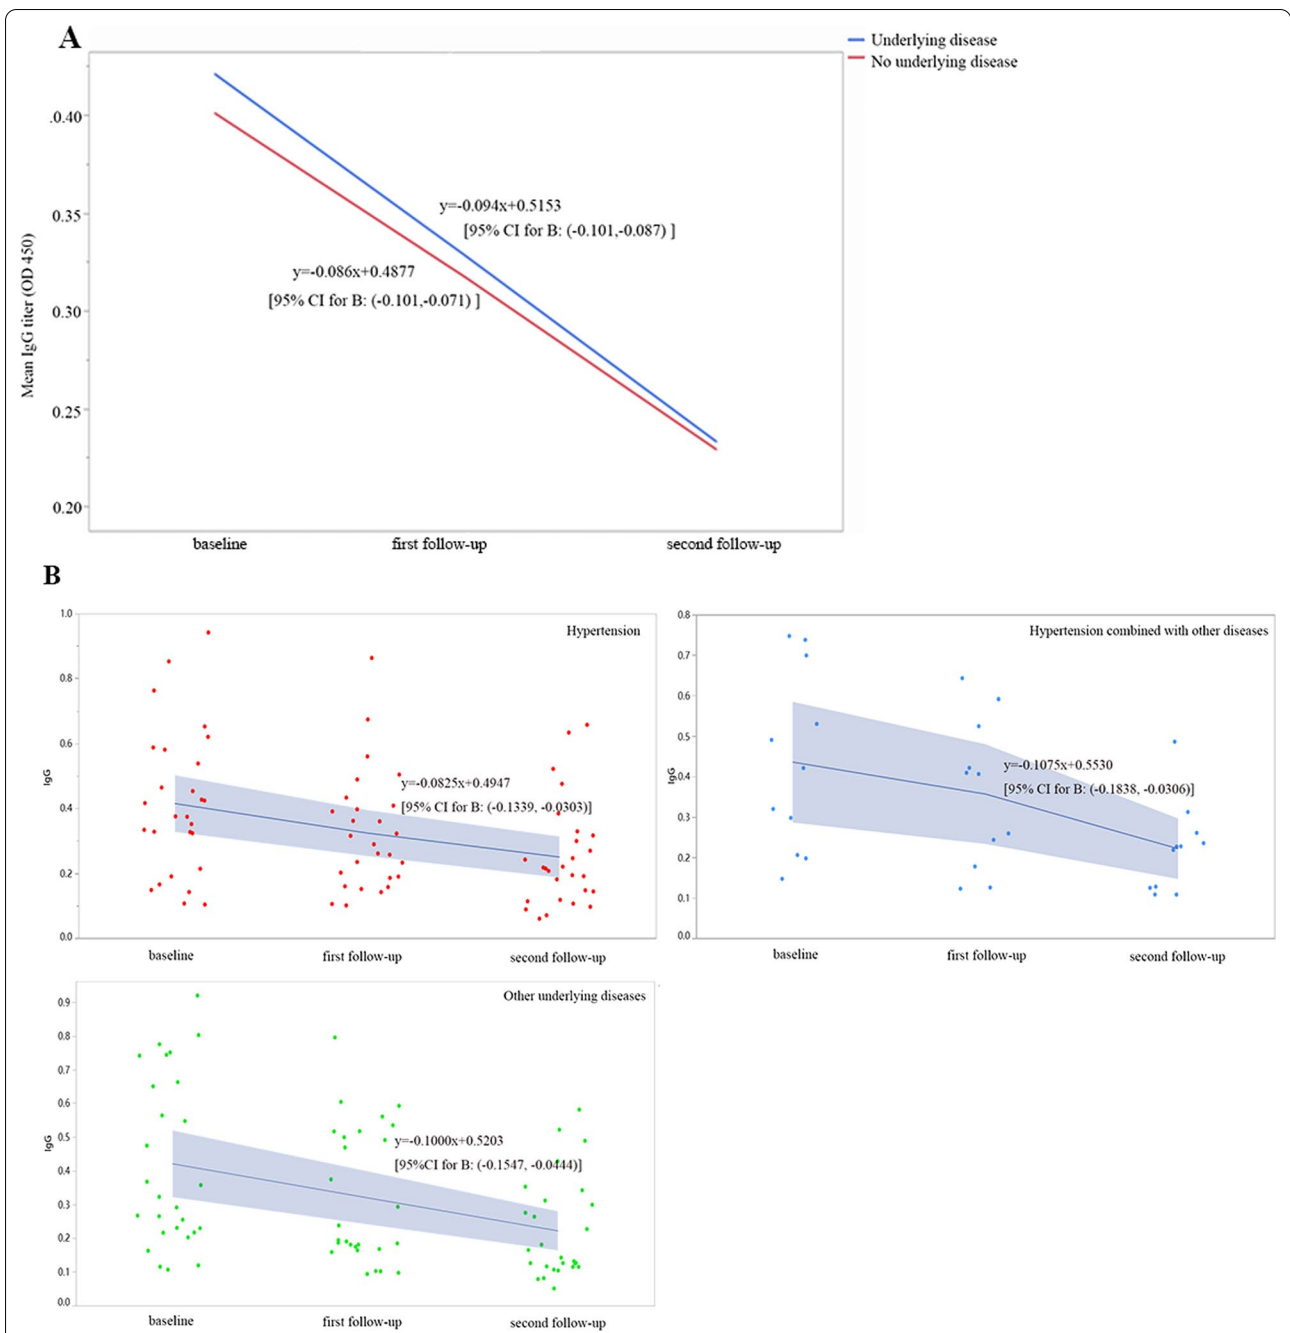 A
Underlying disease
No underlying disease
.0.40
0.35
0.30
0.25
0.20
Mean IgG titer (OD 450)
y=-0.094x+0.5153
[95% CI for B: (-0.101,-0.087) ]
y=-0.086x+0.4877
[95% CI for B: (-0.101,-0.071) ]
baseline first follow-up second follow-up
B
Hypertension
1.0
0.8
0.6
0.4
0.2
0.0
IgG
y=-0.0825x+0.4947
[95% CI for B: (-0.1339, -0.0303)]
baseline first follow-up second follow-up
Hypertension combined with other diseases
0.8
0.7
0.6
0.5
0.4
0.3
0.2
0.1
0.0
IgG
y=-0.1075x+0.5530
[95% CI for B: (-0.1838, -0.0306)]
baseline first follow-up second follow-up
Other underlying diseases
0.9
0.8
0.7
0.6
0.5
0.4
0.3
0.2
0.1
0.0
IgG
y=-0.1000x+0.5203
[95%CI for B: (-0.1547, -0.0444)]
baseline first follow-up second follow-up